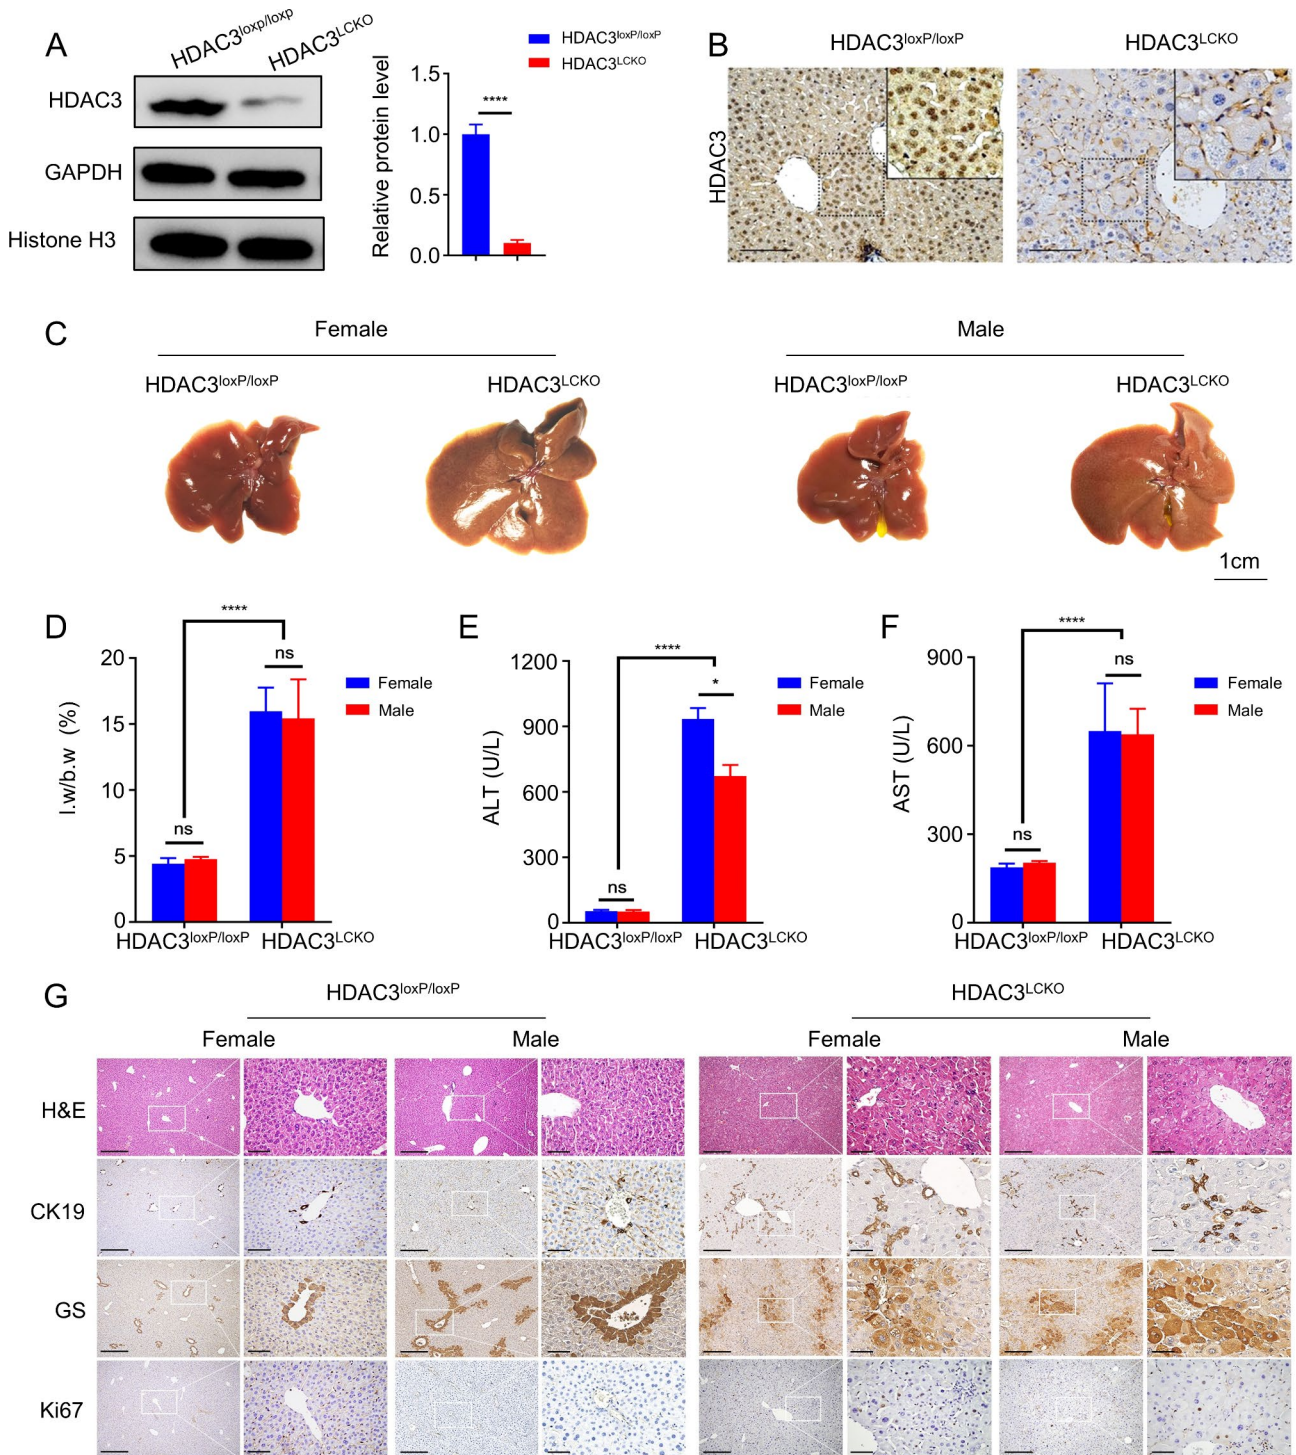 A
HDAC3loxp/loxp
HDAC3LCKO
HDAC3
GAPDH
Histone H3
HDAC3loxP/loxP
HDAC3LCKO
Relative protein level
1.5
1.0
0.5
0.0
****
B
HDAC3loxP/loxP
HDAC3LCKO
HDAC3
C
Female
Male
HDAC3loxP/loxP
HDAC3LCKO
HDAC3loxP/loxP
HDAC3LCKO
1cm
D
l.w/b.w (%)
20
15
10
5
0
****
ns
ns
Female
Male
HDAC3loxP/loxP
HDAC3LCKO
E
ALT (U/L)
1200
900
600
300
0
****
*
ns
Female
Male
HDAC3loxP/loxP
HDAC3LCKO
F
AST (U/L)
900
600
300
0
****
ns
ns
Female
Male
HDAC3loxP/loxP
HDAC3LCKO
G
HDAC3loxP/loxP
HDAC3LCKO
Female
Male
Female
Male
H&E
CK19
GS
Ki67